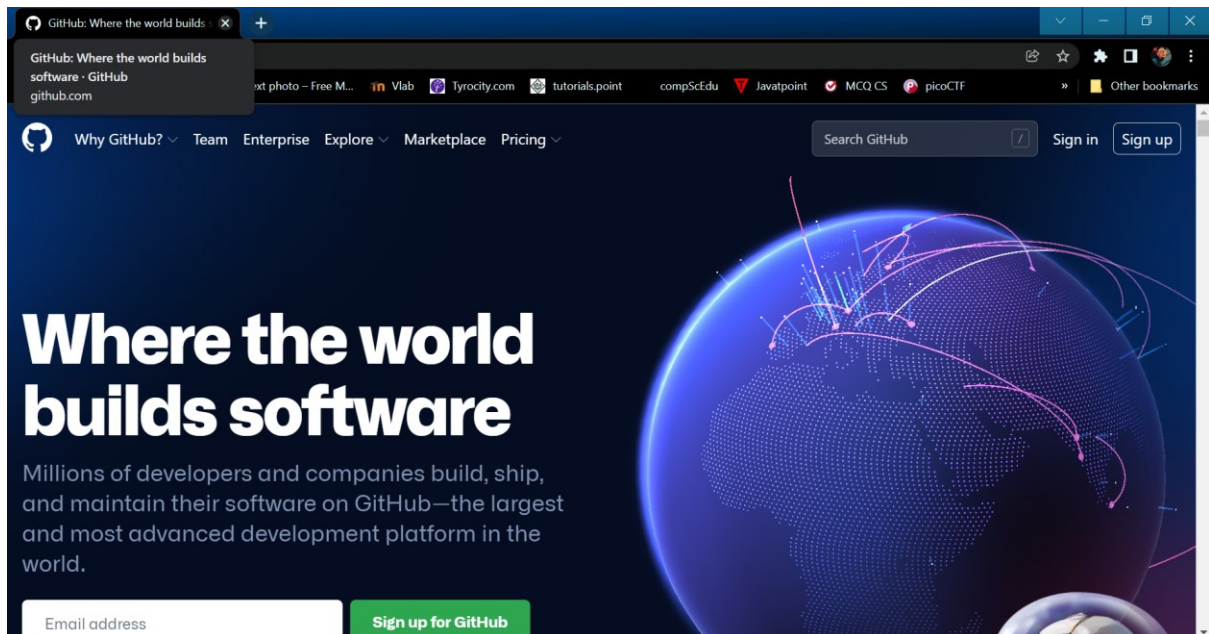 GitHub: Where the world builds
GitHub: Where the world builds
software · GitHub
github.com
ext photo – Free M... Vlab Tyrocity.com tutorials.point compScEdu Javatpoint MCQ CS picoCTF » Other bookmarks
Why GitHub? Team Enterprise Explore Marketplace Pricing Search GitHub / Sign in Sign up
Where the world
builds software
Millions of developers and companies build, ship,
and maintain their software on GitHub—the largest
and most advanced development platform in the
world.
Email address Sign up for GitHub